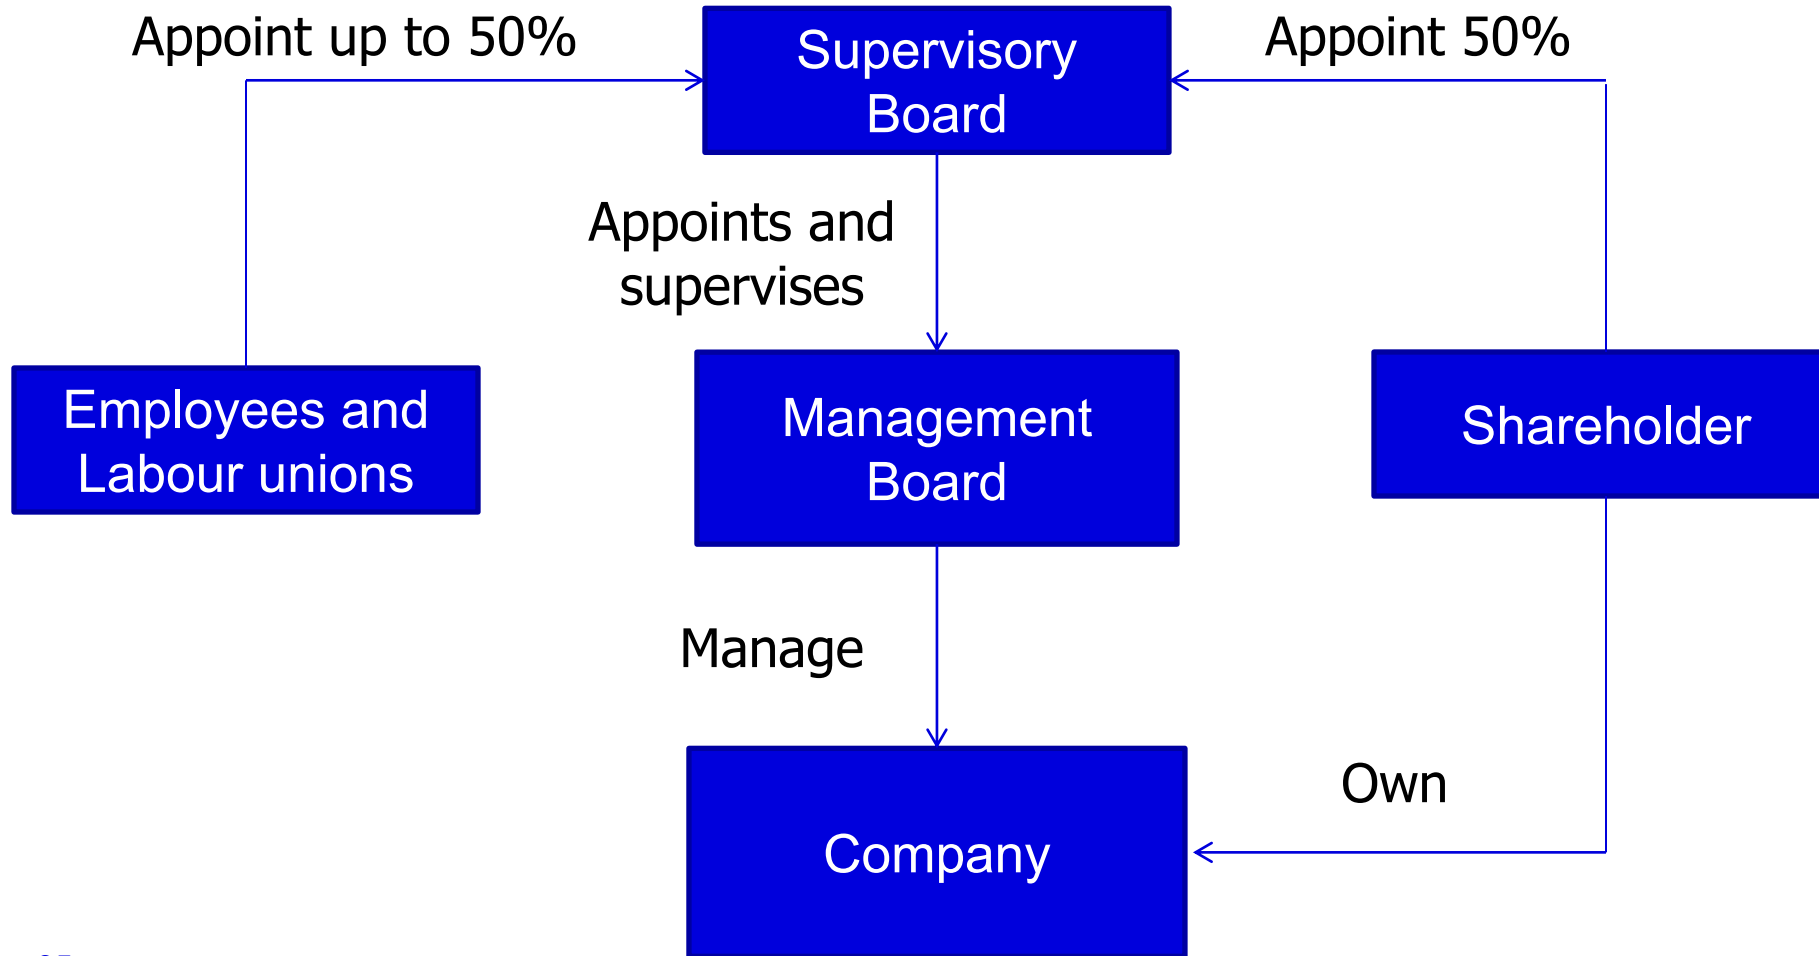 Appoint up to 50%
Supervisory
Board
Appoint 50%
Appoints and
supervises
Employees and
Labour unions
Management
Board
Shareholder
Manage
Own
Company